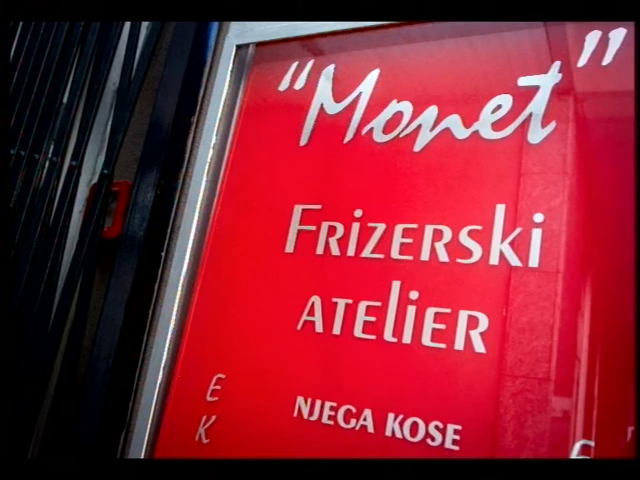 "Monet"
FRIZERSKI
ATELIER
NJEGA KOSE
E
K